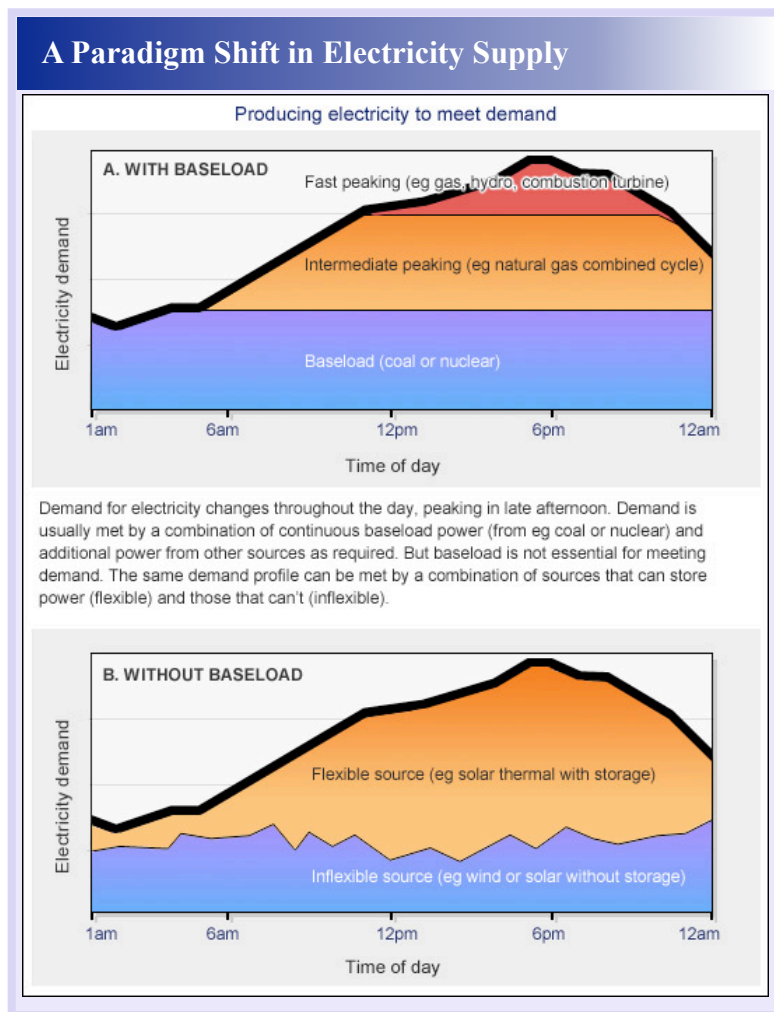 A Paradigm Shift in Electricity Supply
Producing electricity to meet demand
A. WITH BASELOAD
Fast peaking (eg gas, hydro, combustion turbine)
Intermediate peaking (eg natural gas combined cycle)
Baseload (coal or nuclear)
Electricity demand
1am 6am 12pm 6pm 12am
Time of day
Demand for electricity changes throughout the day, peaking in late afternoon. Demand is
usually met by a combination of continuous baseload power (from eg coal or nuclear) and
additional power from other sources as required. But baseload is not essential for meeting
demand. The same demand profile can be met by a combination of sources that can store
power (flexible) and those that can't (inflexible).
B. WITHOUT BASELOAD
Flexible source (eg solar thermal with storage)
Inflexible source (eg wind or solar without storage)
Electricity demand
1am 6am 12pm 6pm 12am
Time of day